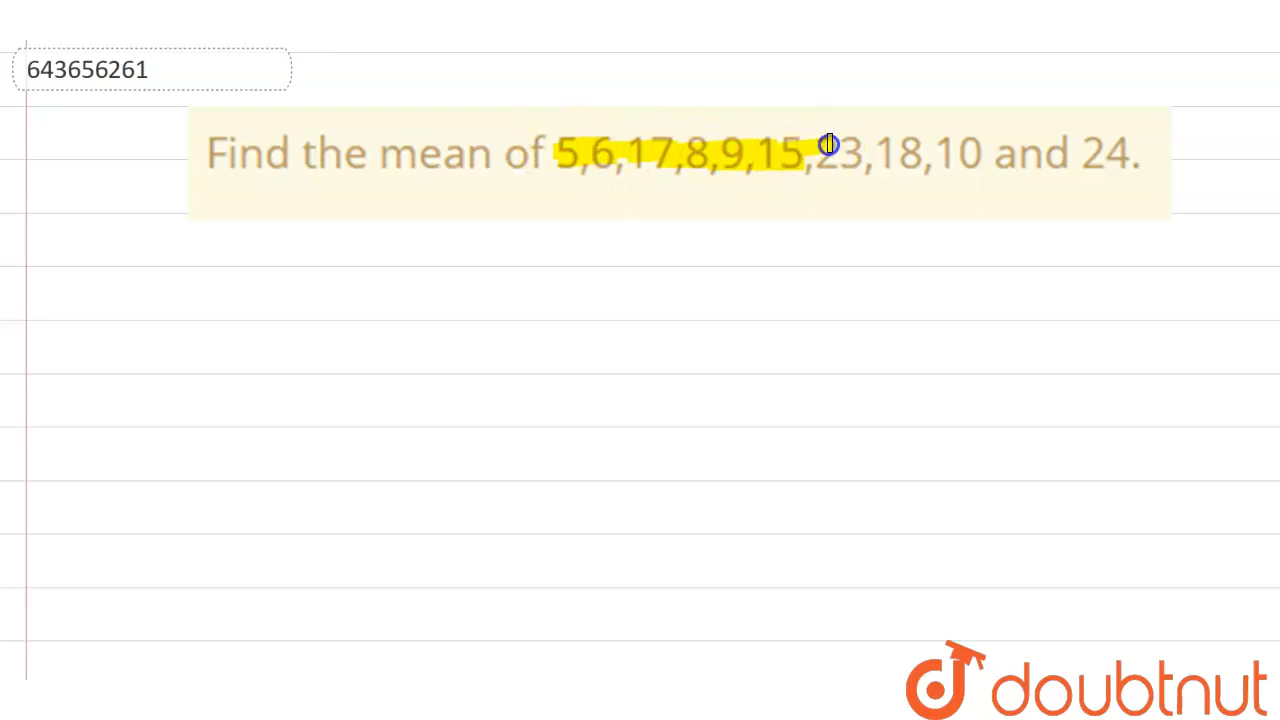 643656261
Find the mean of 5,6,17,8,9,15,23,18,10 and 24.
doubtnut